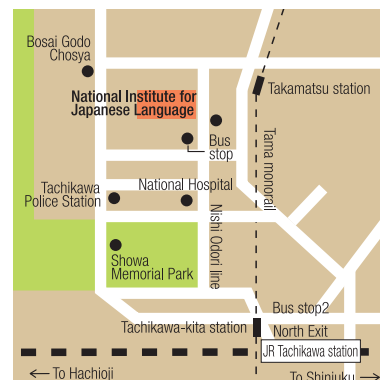 Bosai Godo
Chosya
National Institute for
Japanese Language
Takamatsu station
Bus
stop
Tama monorail
Tachikawa
Police Station
National Hospital
Nishi Odori line
Showa
Memorial Park
Bus stop2
Tachikawa-kita station
North Exit
JR Tachikawa station
← To Hachioji
To Shinjuku →